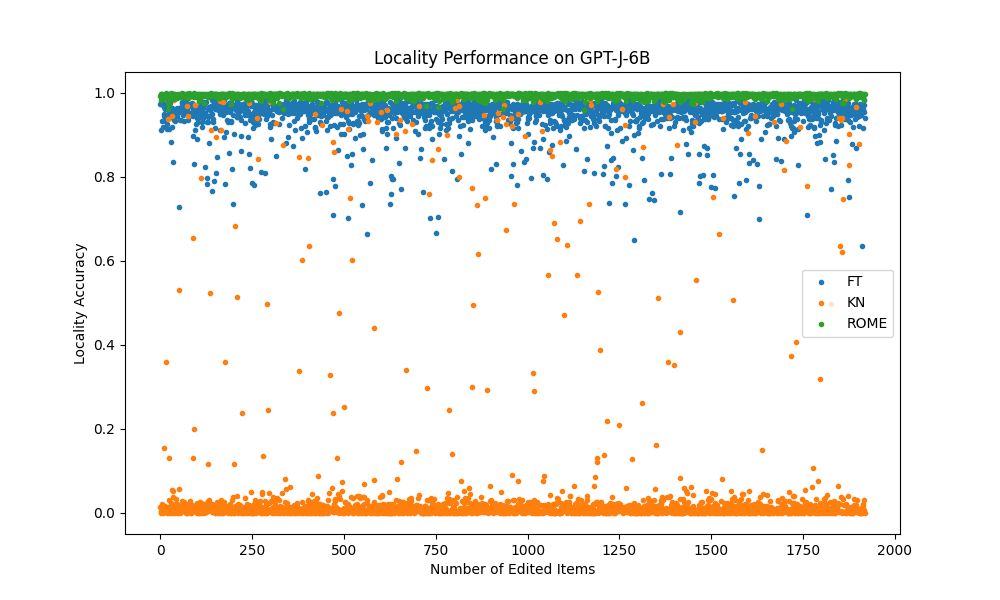 Locality Performance on GPT-J-6B
1.0
0.8
0.6
0.4
0.2
0.0
Locality Accuracy
FT
KN
ROME
0
250
500
750
1000
1250
1500
1750
2000
Number of Edited Items